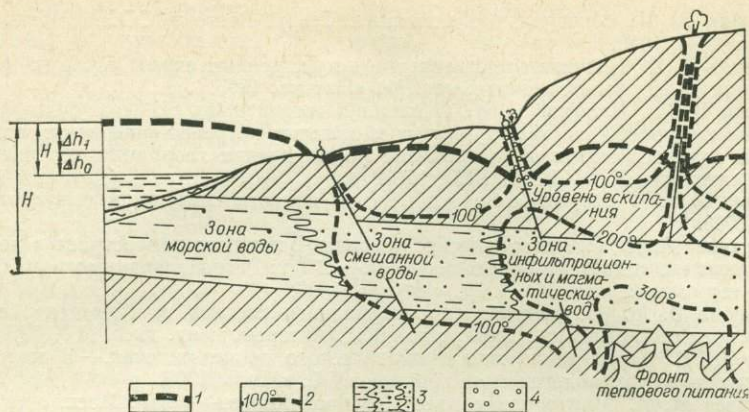 H
Δh₁
Δh₀
H
Зона
морской воды
Зона
смешанной
воды
Зона
инфильтрацион-
ных и магма-
тических
вод
Уровень вскипа-
ния
100°
100°
100°
200°
300°
Фронт
теплового питания
1
100° 2
3
4